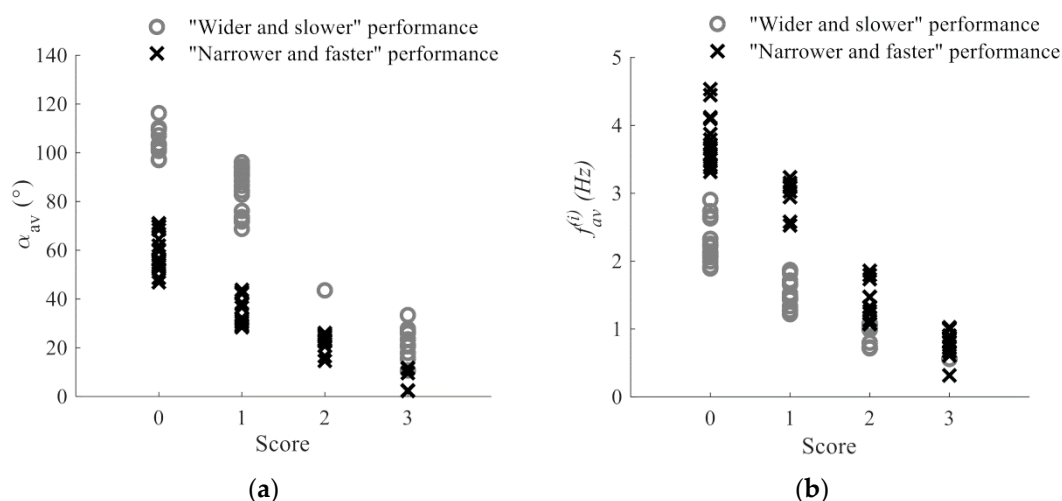 "Wider and slower" performance
"Narrower and faster" performance
140
120
100
80
60
40
20
0
α av (°)
0 1 2 3
Score
(a)
"Wider and slower" performance
"Narrower and faster" performance
5
4
3
2
1
0
f(i) av (Hz)
0 1 2 3
Score
(b)